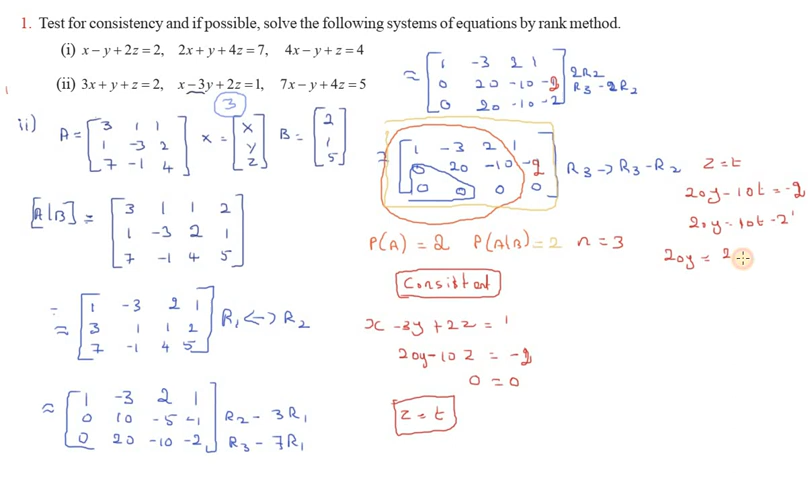 1. Test for consistency and if possible, solve the following systems of equations by rank method.
(i) x − y + 2z = 2, 2x + y + 4z = 7, 4x − y + z = 4
(ii) 3x + y + z = 2, x − 3y + 2z = 1, 7x − y + 4z = 5
3
ii) A = [ 3 1 1 ; 1 -3 2 ; 7 -1 4 ] x = [ x ; y ; z ] B = [ 2 ; 1 ; 5 ]
[A|B] = [ 3 1 1 2 ; 1 -3 2 1 ; 7 -1 4 5 ]
≈ [ 1 -3 2 1 ; 3 1 1 2 ; 7 -1 4 5 ] R1 <-> R2
≈ [ 1 -3 2 1 ; 0 10 -5 -1 ; 0 20 -10 -2 ] R2 - 3R1
R3 - 7R1
≈ [ 1 -3 2 1 ; 0 20 -10 -2 ; 0 20 -10 -2 ] 2R2
R3 - 2R2
[ 1 -3 2 1 ; 0 20 -10 -2 ; 0 0 0 0 ] R3 -> R3 - R2
P(A) = 2 P(A|B) = 2 n = 3
Consistent
x - 3y + 2z = 1
20y - 10z = -2
0 = 0
z = t
z = t
20y - 10t = -2
20y = 10t - 2
20y = 2